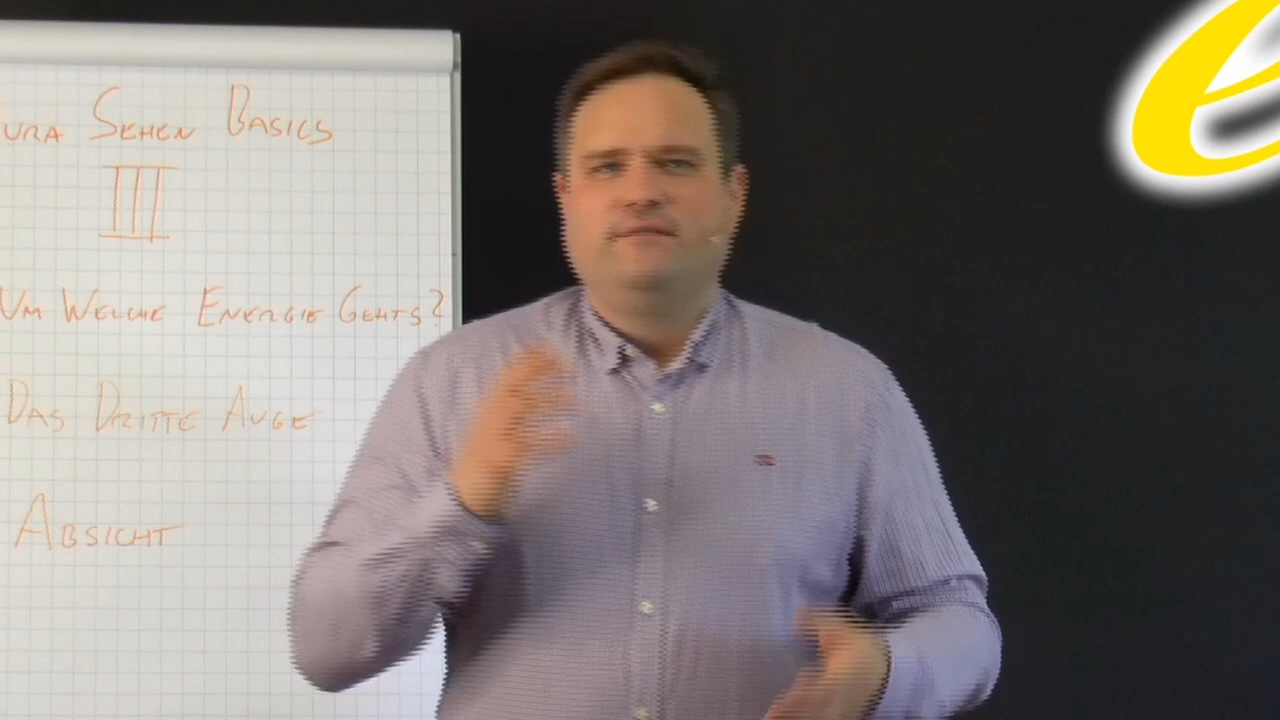 URA SEHEN BASICS
III
UM WELCHE ENERGIE GEHTS?
DAS DRITTE AUGE
ABSICHT
e